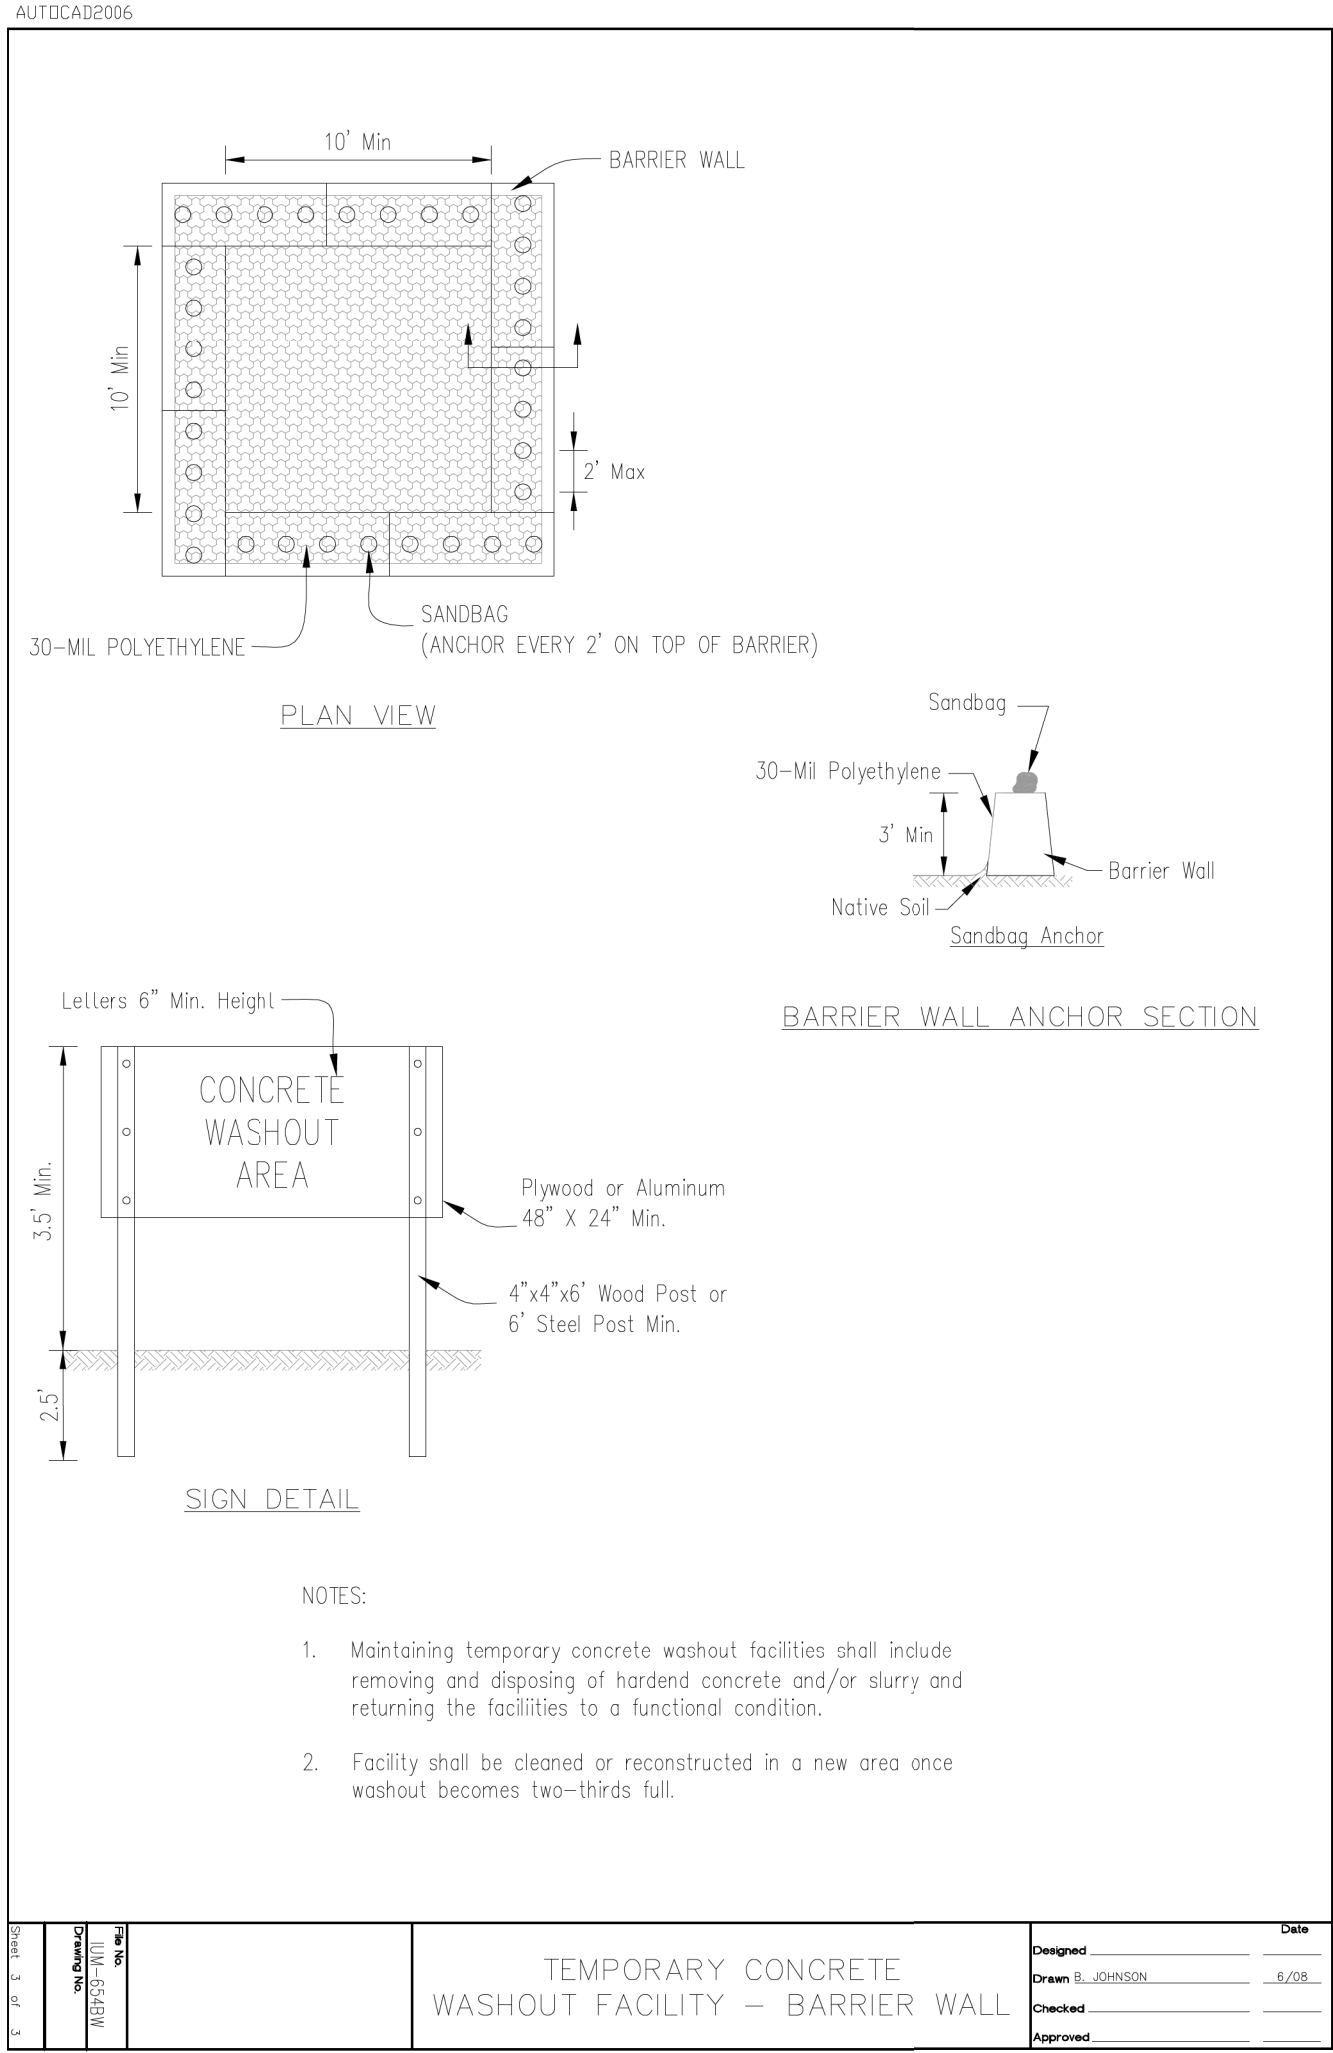 AUTOCAD2006
10' Min
BARRIER WALL
10' Min
2' Max
SANDBAG
(ANCHOR EVERY 2' ON TOP OF BARRIER)
30-MIL POLYETHYLENE
PLAN VIEW
Sandbag
30-Mil Polyethylene
3' Min
Barrier Wall
Native Soil
Sandbag Anchor
BARRIER WALL ANCHOR SECTION
Letters 6" Min. Height
CONCRETE
WASHOUT
AREA
3.5' Min.
Plywood or Aluminum
48" X 24" Min.
4"x4"x6' Wood Post or
6' Steel Post Min.
2.5'
SIGN DETAIL
NOTES:
1. Maintaining temporary concrete washout facilities shall include
removing and disposing of hardend concrete and/or slurry and
returning the faciliities to a functional condition.
2. Facility shall be cleaned or reconstructed in a new area once
washout becomes two-thirds full.
Sheet 3 of 3
Drawing No.
File No.
IUM-654BW
TEMPORARY CONCRETE
WASHOUT FACILITY - BARRIER WALL
Date
Designed
Drawn B. JOHNSON 6/08
Checked
Approved